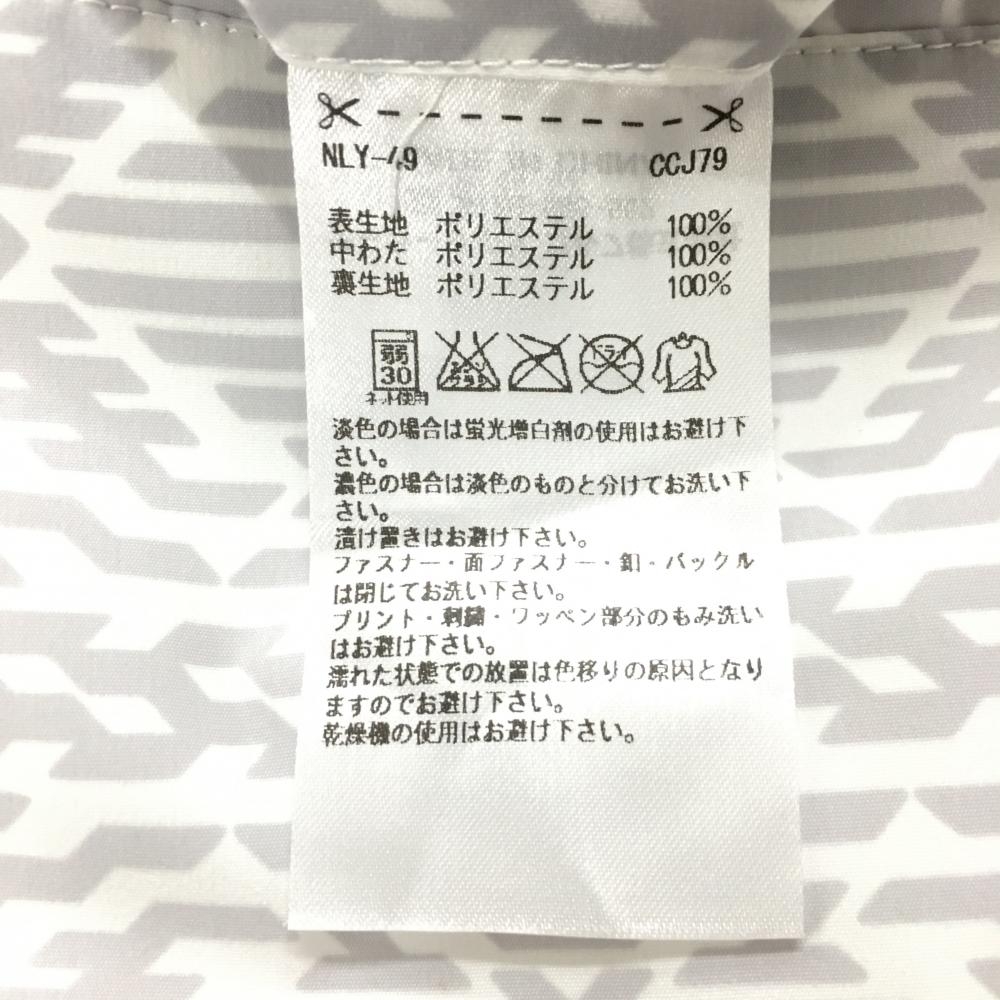 NLY-49 CCJ79
表生地 ポリエステル 100%
中わた ポリエステル 100%
裏生地 ポリエステル 100%
弱
30
ネット使用
エンソ
サラシ
ドライ
淡色の場合は蛍光増白剤の使用はお避け下
さい。
濃色の場合は淡色のものと分けてお洗い下
さい。
漬け置きはお避け下さい。
ファスナー・面ファスナー・釦・バックル
は閉じてお洗い下さい。
プリント・刺繍・ワッペン部分のもみ洗い
はお避け下さい。
濡れた状態での放置は色移りの原因となり
ますのでお避け下さい。
乾燥機の使用はお避け下さい。